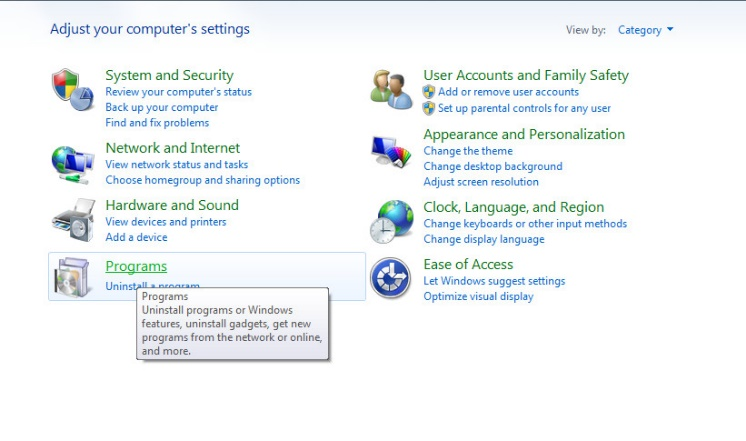 Adjust your computer's settings
View by: Category
System and Security
Review your computer's status
Back up your computer
Find and fix problems
Network and Internet
View network status and tasks
Choose homegroup and sharing options
Hardware and Sound
View devices and printers
Add a device
Programs
Uninstall a program
Programs
Uninstall programs or Windows
features, uninstall gadgets, get new
programs from the network or online,
and more.
User Accounts and Family Safety
Add or remove user accounts
Set up parental controls for any user
Appearance and Personalization
Change the theme
Change desktop background
Adjust screen resolution
Clock, Language, and Region
Change keyboards or other input methods
Change display language
Ease of Access
Let Windows suggest settings
Optimize visual display